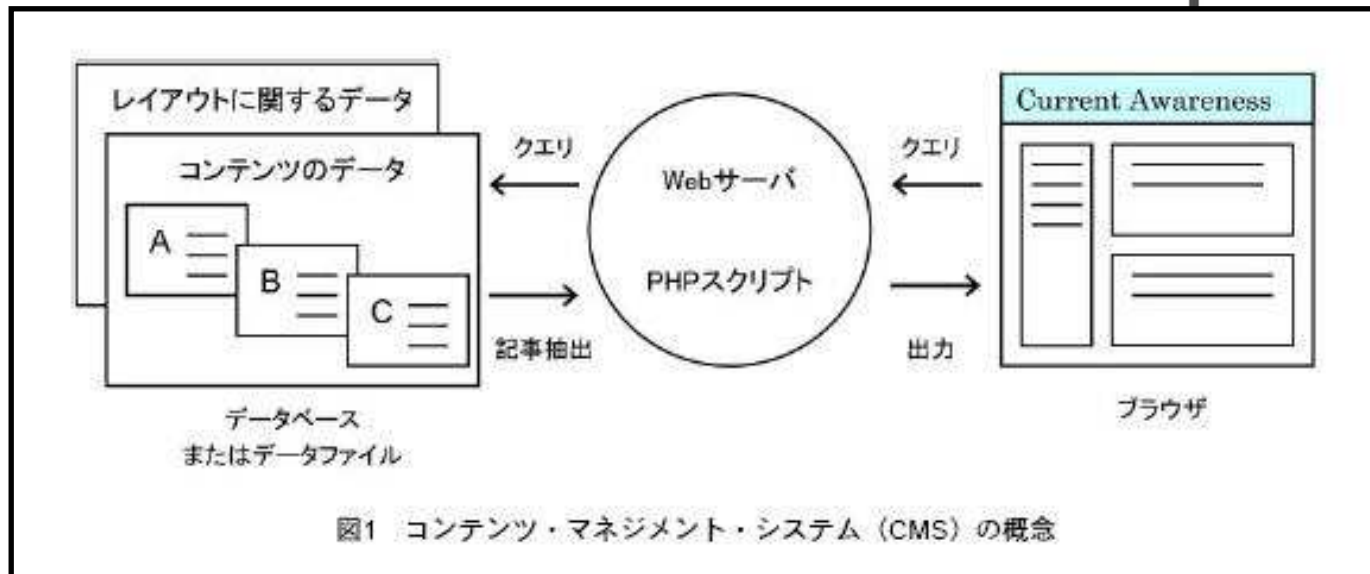 レイアウトに関するデータ
コンテンツのデータ
A
B
C
データベース
またはデータファイル
クエリ
記事抽出
Webサーバ
PHPスクリプト
クエリ
出力
Current Awareness
ブラウザ
図1 コンテンツ・マネジメント・システム（CMS）の概念